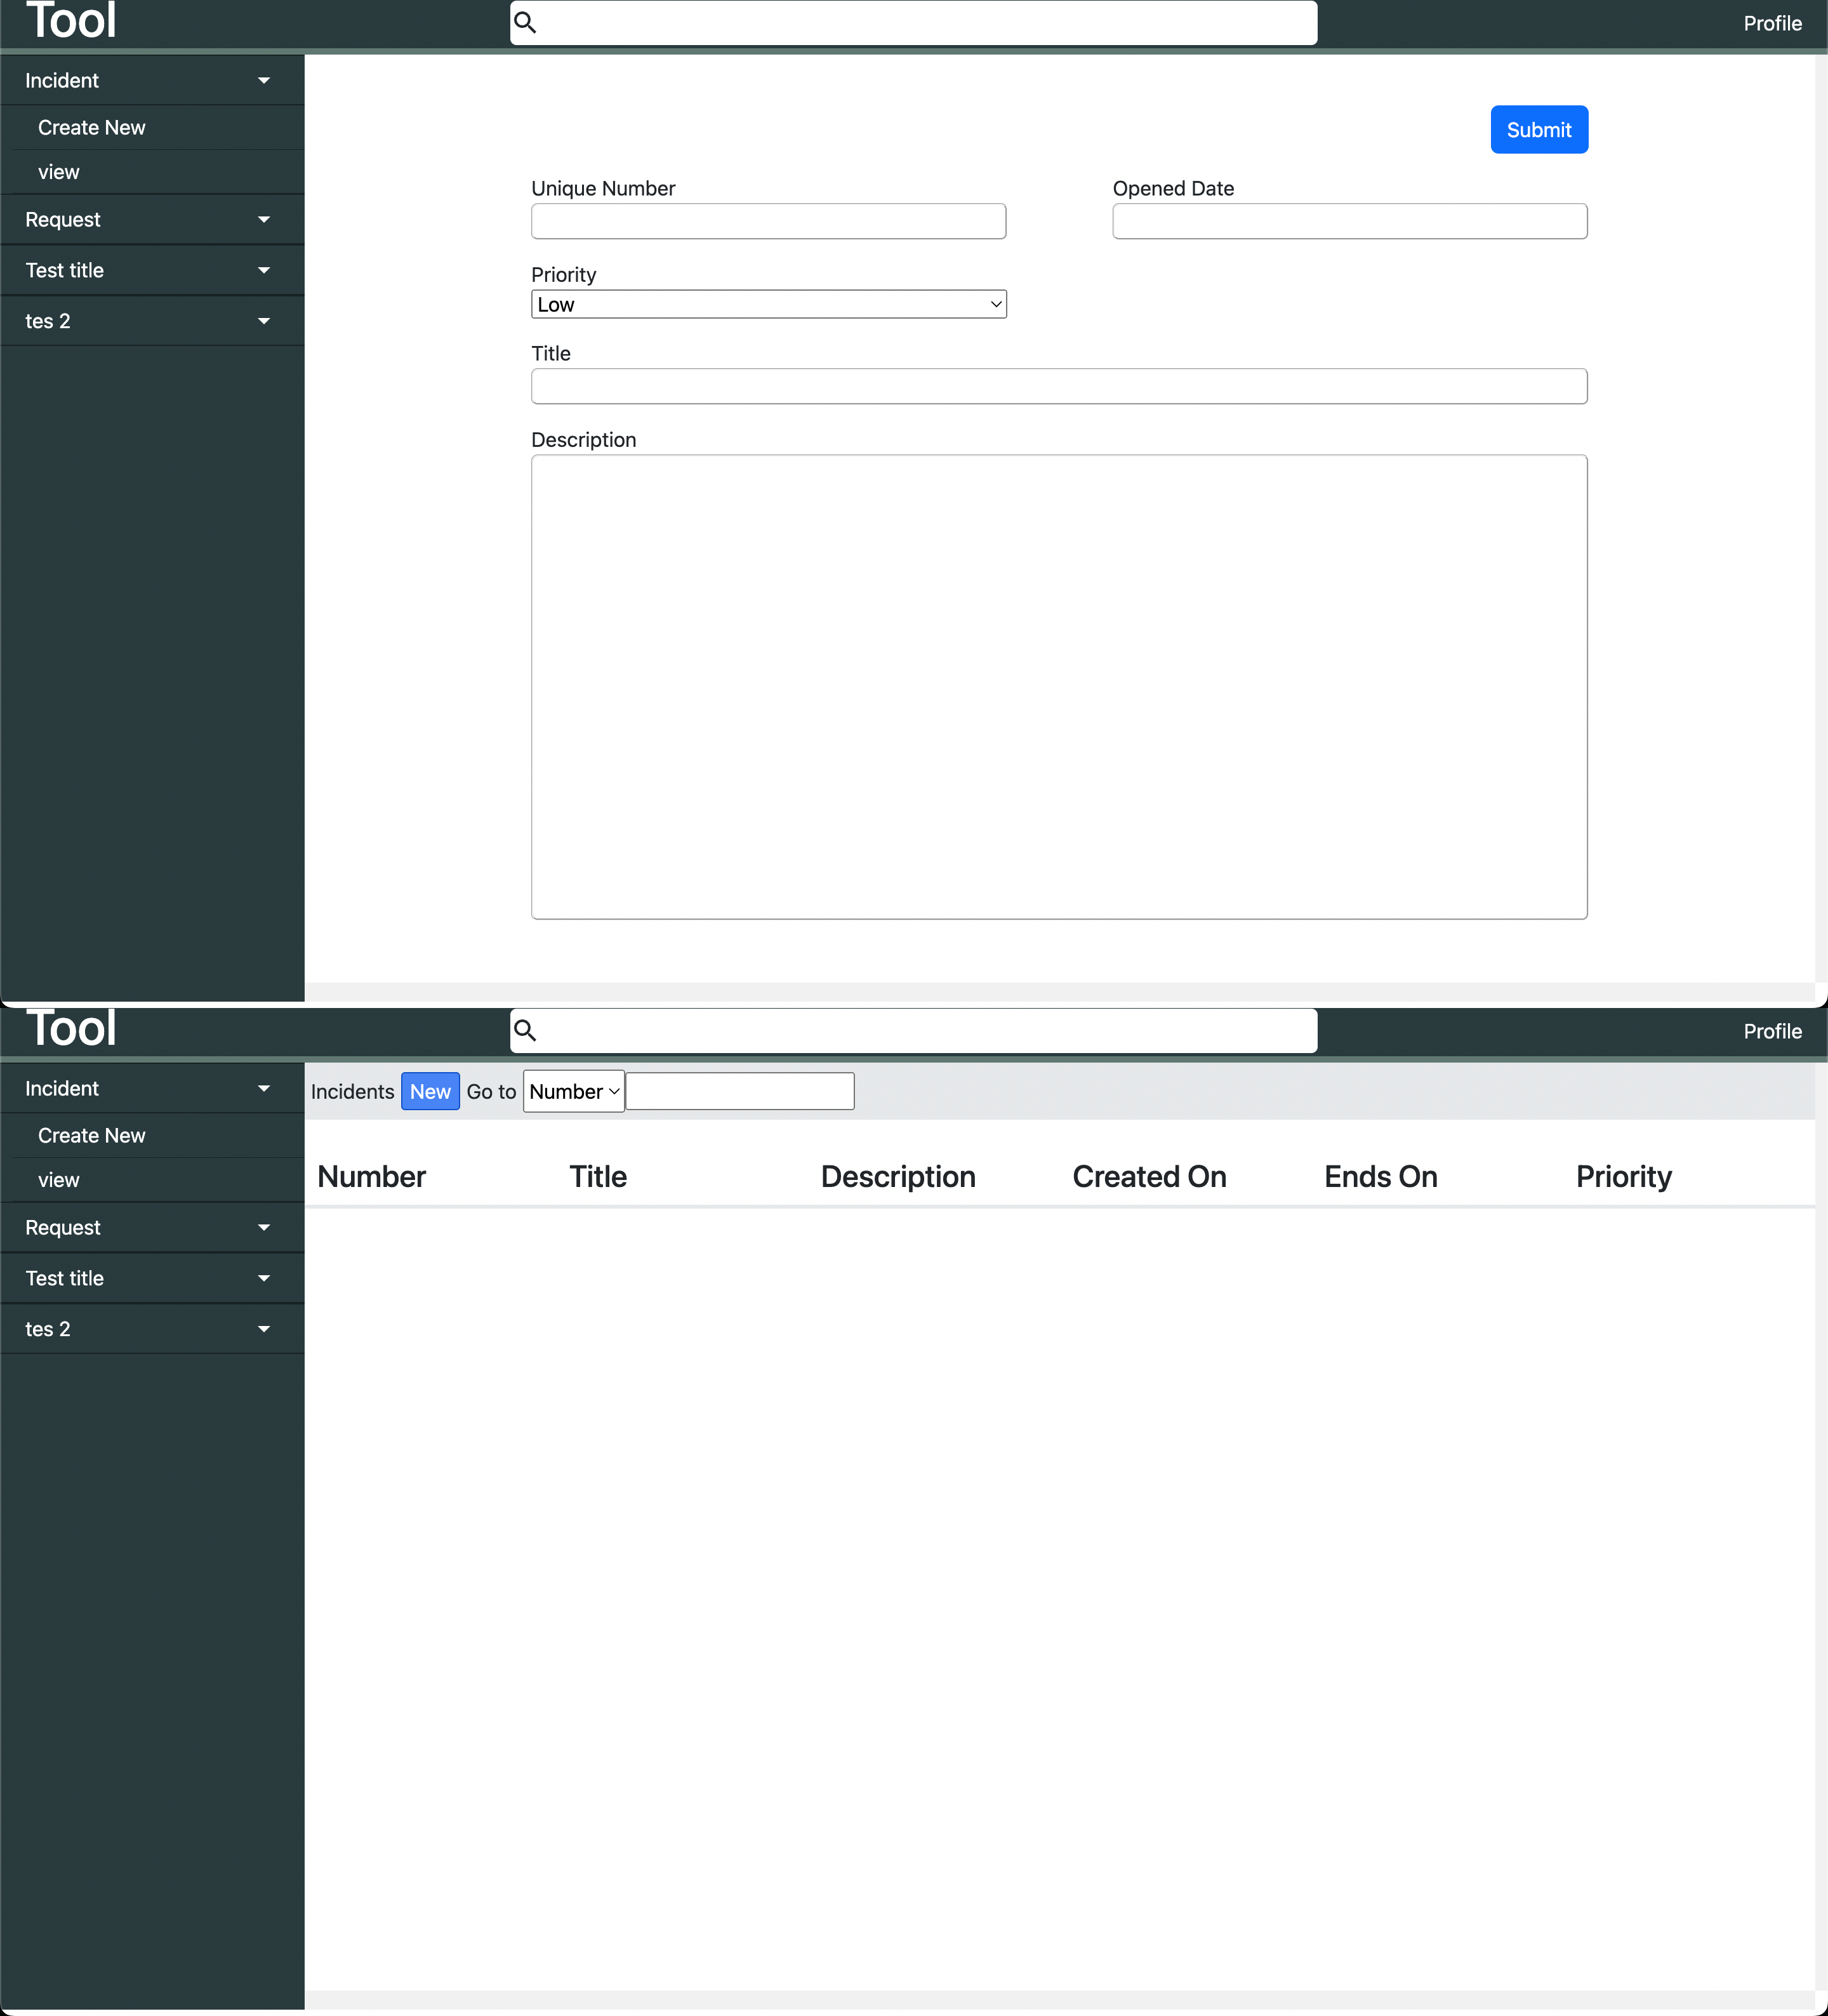 Tool
Profile
Incident
Create New
view
Request
Test title
tes 2
Submit
Unique Number Opened Date
Priority
Low
Title
Description
Tool
Profile
Incident
Create New
view
Request
Test title
tes 2
Incidents New Go to Number
Number Title Description Created On Ends On Priority